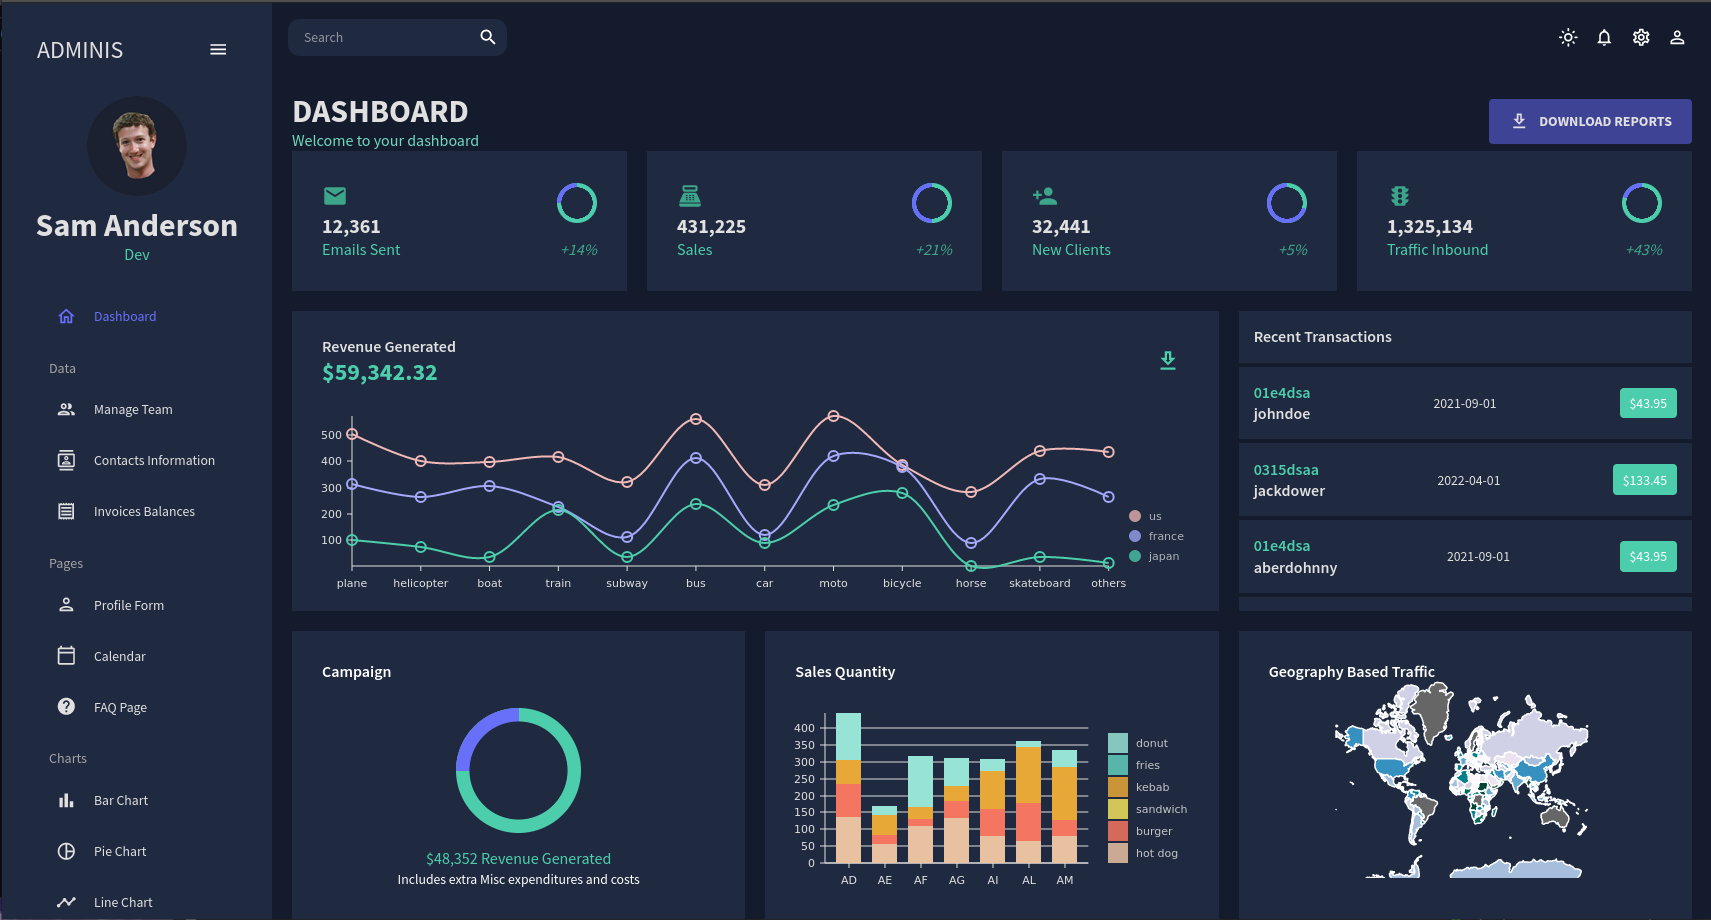 ADMINIS
Search
Sam Anderson
Dev
Dashboard
Data
Manage Team
Contacts Information
Invoices Balances
Pages
Profile Form
Calendar
FAQ Page
Charts
Bar Chart
Pie Chart
Line Chart
DASHBOARD
Welcome to your dashboard
DOWNLOAD REPORTS
12,361
Emails Sent
+14%
431,225
Sales
+21%
32,441
New Clients
+5%
1,325,134
Traffic Inbound
+43%
Revenue Generated
$59,342.32
500
400
300
200
100
plane helicopter boat train subway bus car moto bicycle horse skateboard others
us
france
japan
Recent Transactions
01e4dsa
johndoe
2021-09-01
$43.95
0315dsaa
jackdower
2022-04-01
$133.45
01e4dsa
aberdohnny
2021-09-01
$43.95
Campaign
$48,352 Revenue Generated
Includes extra Misc expenditures and costs
Sales Quantity
400
350
300
250
200
150
100
50
0
AD AE AF AG AI AL AM
donut
fries
kebab
sandwich
burger
hot dog
Geography Based Traffic